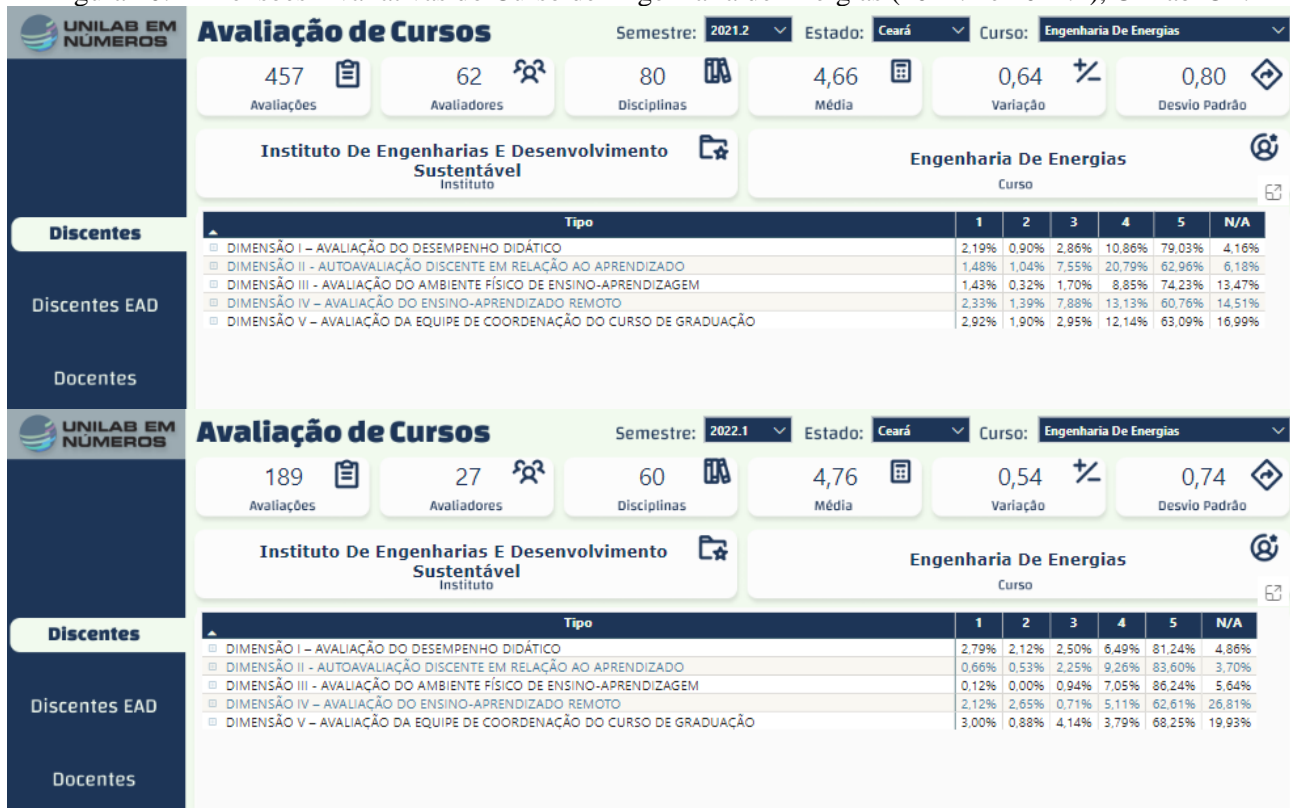 UNILAB EM
NÚMEROS
Avaliação de Cursos
Semestre: 2021.2 Estado: Ceará Curso: Engenharia De Energias
457 62 80 4,66 0,64 0,80
Avaliações Avaliadores Disciplinas Média Variação Desvio Padrão
Instituto De Engenharias E Desenvolvimento
Sustentável
Instituto
Engenharia De Energias
Curso
Discentes
Discentes EAD
Docentes
Tipo 1 2 3 4 5 N/A
DIMENSÃO I – AVALIAÇÃO DO DESEMPENHO DIDÁTICO 2,19% 0,90% 2,86% 10,86% 79,03% 4,16%
DIMENSÃO II - AUTOAVALIAÇÃO DISCENTE EM RELAÇÃO AO APRENDIZADO 1,48% 1,04% 7,55% 20,79% 62,96% 6,18%
DIMENSÃO III - AVALIAÇÃO DO AMBIENTE FÍSICO DE ENSINO-APRENDIZAGEM 1,43% 0,32% 1,70% 8,85% 74,23% 13,47%
DIMENSÃO IV – AVALIAÇÃO DO ENSINO-APRENDIZADO REMOTO 2,33% 1,39% 7,88% 13,13% 60,76% 14,51%
DIMENSÃO V – AVALIAÇÃO DA EQUIPE DE COORDENAÇÃO DO CURSO DE GRADUAÇÃO 2,92% 1,90% 2,95% 12,14% 63,09% 16,99%
UNILAB EM
NÚMEROS
Avaliação de Cursos
Semestre: 2022.1 Estado: Ceará Curso: Engenharia De Energias
189 27 60 4,76 0,54 0,74
Avaliações Avaliadores Disciplinas Média Variação Desvio Padrão
Instituto De Engenharias E Desenvolvimento
Sustentável
Instituto
Engenharia De Energias
Curso
Discentes
Discentes EAD
Docentes
Tipo 1 2 3 4 5 N/A
DIMENSÃO I – AVALIAÇÃO DO DESEMPENHO DIDÁTICO 2,79% 2,12% 2,50% 6,49% 81,24% 4,86%
DIMENSÃO II - AUTOAVALIAÇÃO DISCENTE EM RELAÇÃO AO APRENDIZADO 0,66% 0,53% 2,25% 9,26% 83,60% 3,70%
DIMENSÃO III - AVALIAÇÃO DO AMBIENTE FÍSICO DE ENSINO-APRENDIZAGEM 0,12% 0,00% 0,94% 7,05% 86,24% 5,64%
DIMENSÃO IV – AVALIAÇÃO DO ENSINO-APRENDIZADO REMOTO 2,12% 2,65% 0,71% 5,11% 62,61% 26,81%
DIMENSÃO V – AVALIAÇÃO DA EQUIPE DE COORDENAÇÃO DO CURSO DE GRADUAÇÃO 3,00% 0,88% 4,14% 3,79% 68,25% 19,93%